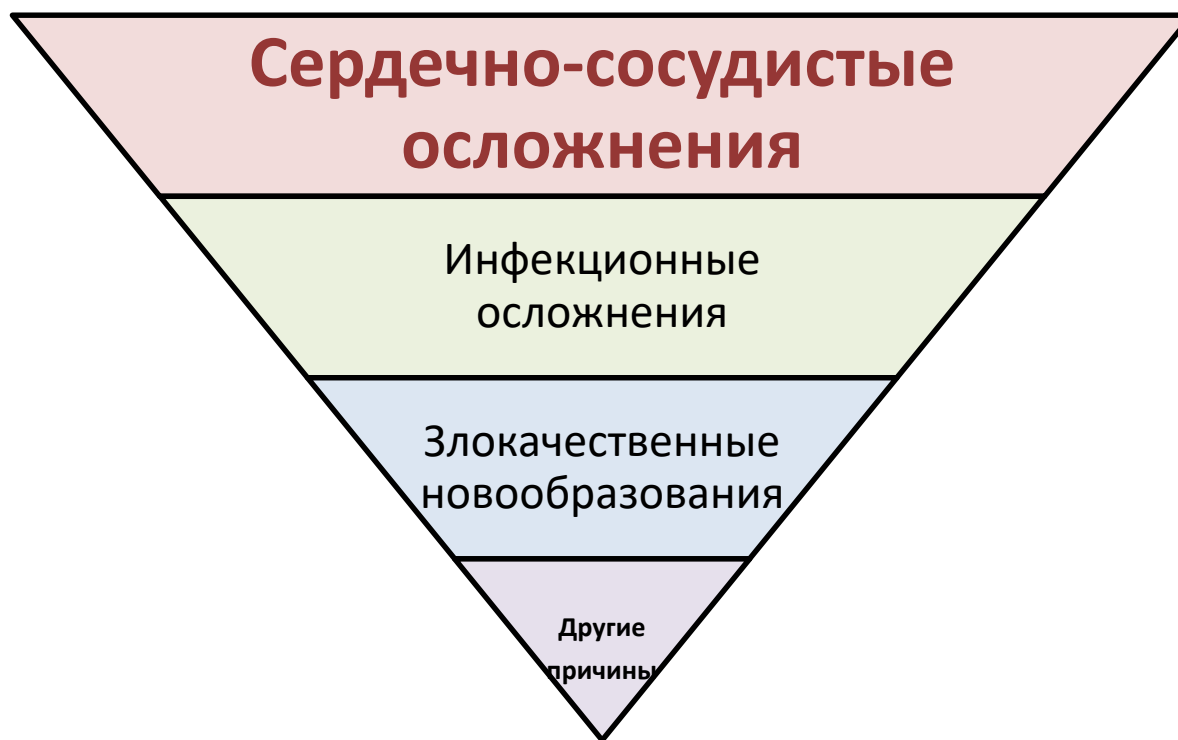 Сердечно-сосудистые
осложнения
Инфекционные
осложнения
Злокачественные
новообразования
Другие
причины